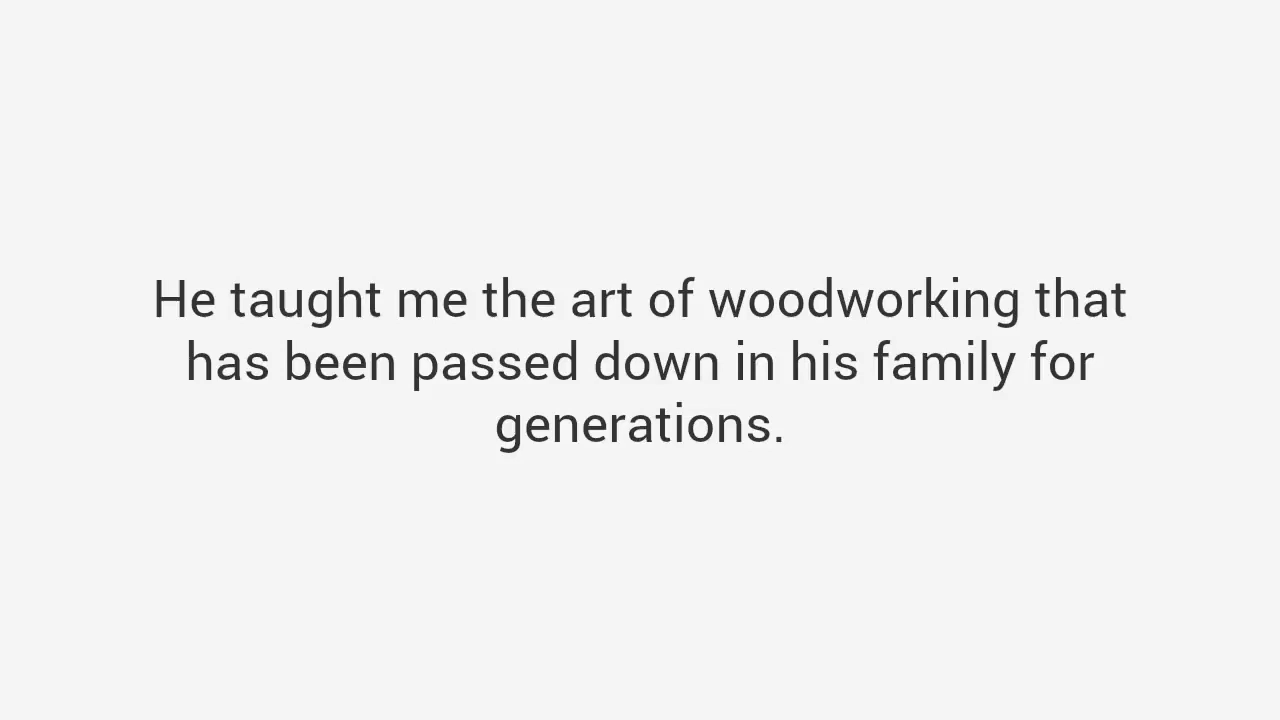 He taught me the art of woodworking that
has been passed down in his family for
generations.